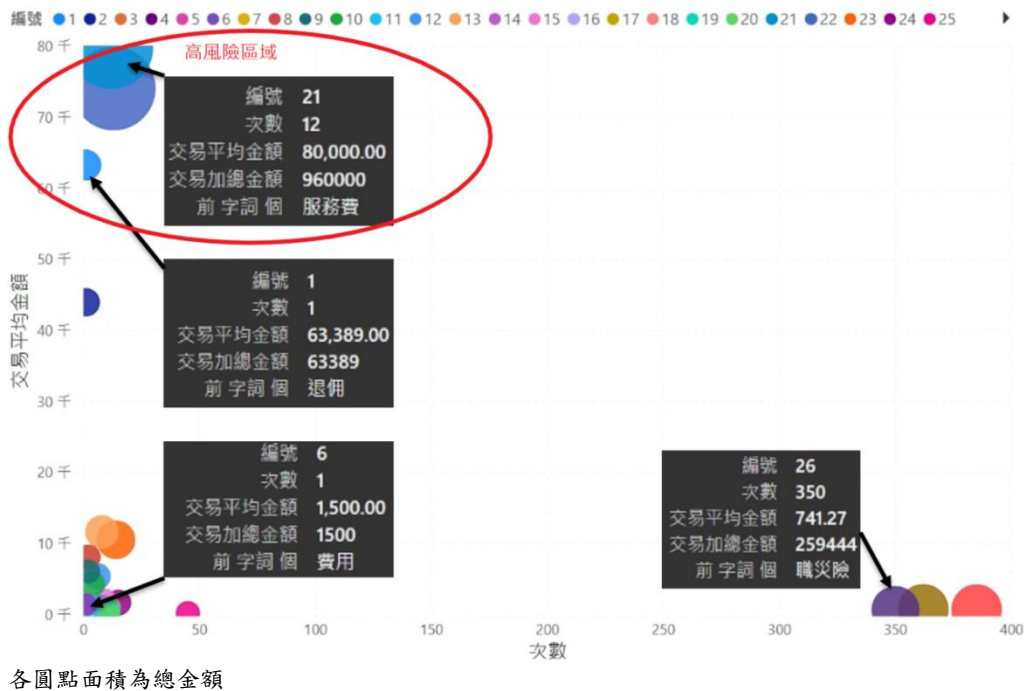 編號 1 2 3 4 5 6 7 8 9 10 11 12 13 14 15 16 17 18 19 20 21 22 23 24 25
80 千
高風險區域
編號 21
次數 12
交易平均金額 80,000.00
交易加總金額 960000
前 字詞 個 服務費
70 千
60 千
50 千
編號 1
次數 1
交易平均金額 63,389.00
交易加總金額 63389
前 字詞 個 退佣
40 千
30 千
交易平均金額
編號 6
次數 1
交易平均金額 1,500.00
交易加總金額 1500
前 字詞 個 費用
編號 26
次數 350
交易平均金額 741.27
交易加總金額 259444
前 字詞 個 職災險
20 千
10 千
0 千
0 50 100 150 200 250 300 350 400
次數
各圓點面積為總金額